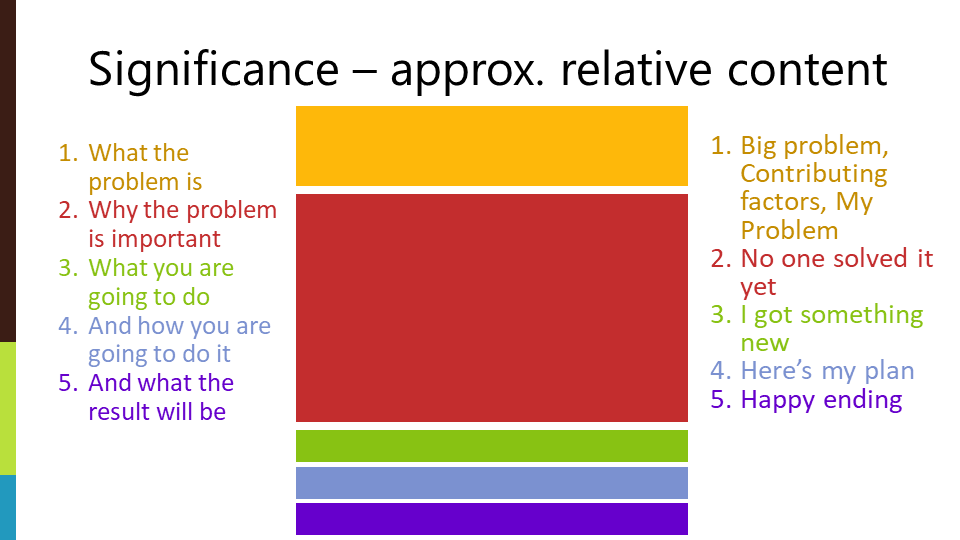 Significance – approx. relative content
1. What the
problem is
2. Why the problem
is important
3. What you are
going to do
4. And how you are
going to do it
5. And what the
result will be
1. Big problem,
Contributing
factors, My
Problem
2. No one solved it
yet
3. I got something
new
4. Here’s my plan
5. Happy ending